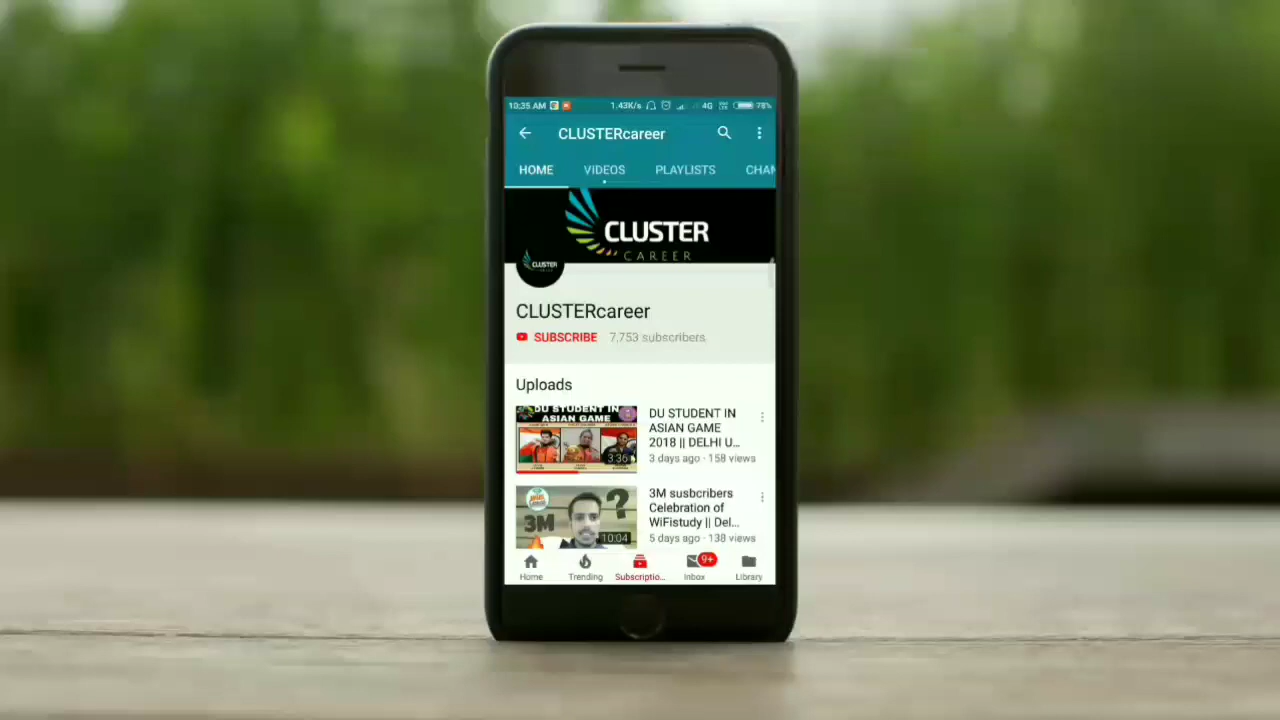 10:35 AM 1.43K/s 4G 78%
CLUSTERcareer
HOME VIDEOS PLAYLISTS CHAN
CLUSTER
CAREER
CLUSTER
CLUSTERcareer
SUBSCRIBE 7,753 subscribers
Uploads
DU STUDENT IN
ASIAN GAME
3:36
DU STUDENT IN
ASIAN GAME
2018 || DELHI U...
3 days ago · 158 views
3M
?
10:04
3M susbcribers
Celebration of
WiFistudy || Del...
5 days ago · 138 views
9+
Home Trending Subscriptio... Inbox Library